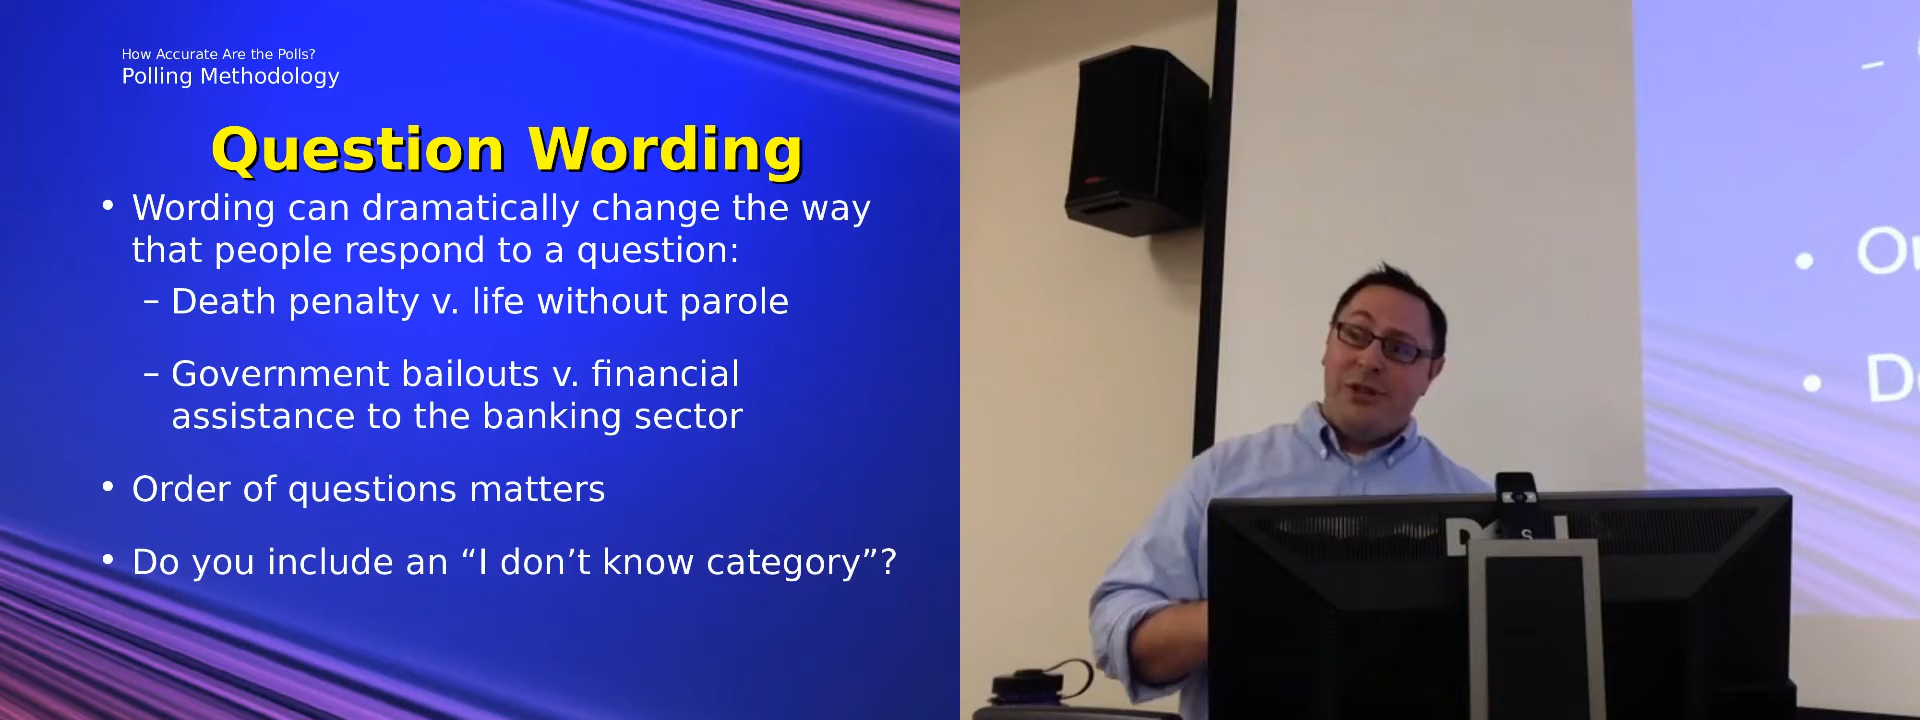 How Accurate Are the Polls?
Polling Methodology
Question Wording
• Wording can dramatically change the way
that people respond to a question:
– Death penalty v. life without parole
– Government bailouts v. financial
assistance to the banking sector
• Order of questions matters
• Do you include an “I don’t know category”?